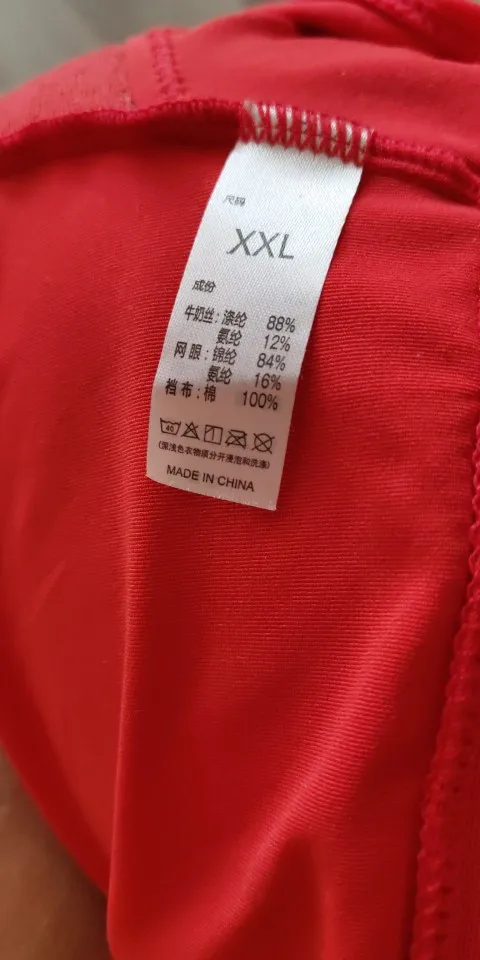 尺码
XXL
成份
牛奶丝：涤纶 88%
氨纶 12%
网眼：锦纶 84%
氨纶 16%
裆布：棉 100%
40
(深浅色衣物须分开浸泡和洗涤)
MADE IN CHINA